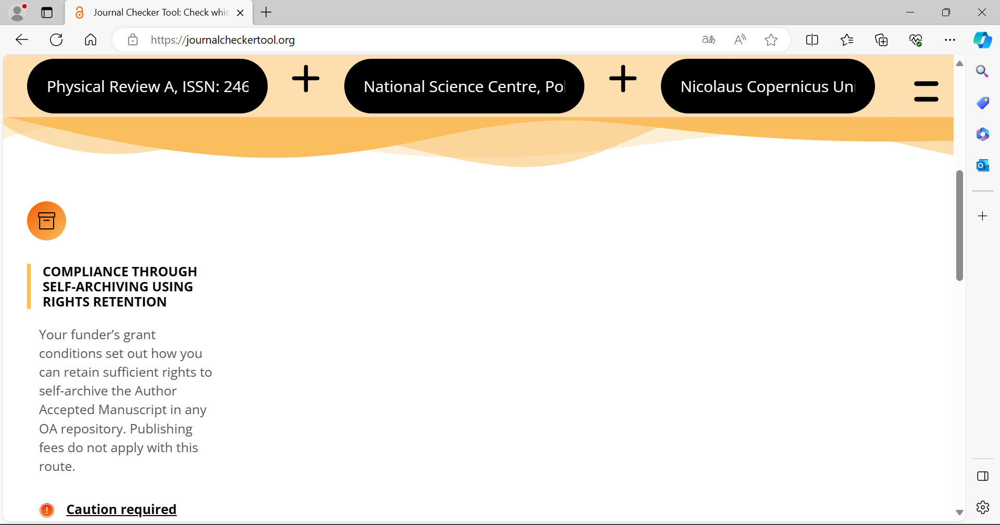 Journal Checker Tool: Check whic
https://journalcheckertool.org
Physical Review A, ISSN: 246
National Science Centre, Pol
Nicolaus Copernicus Uni
COMPLIANCE THROUGH
SELF-ARCHIVING USING
RIGHTS RETENTION
Your funder’s grant
conditions set out how you
can retain sufficient rights to
self-archive the Author
Accepted Manuscript in any
OA repository. Publishing
fees do not apply with this
route.
Caution required